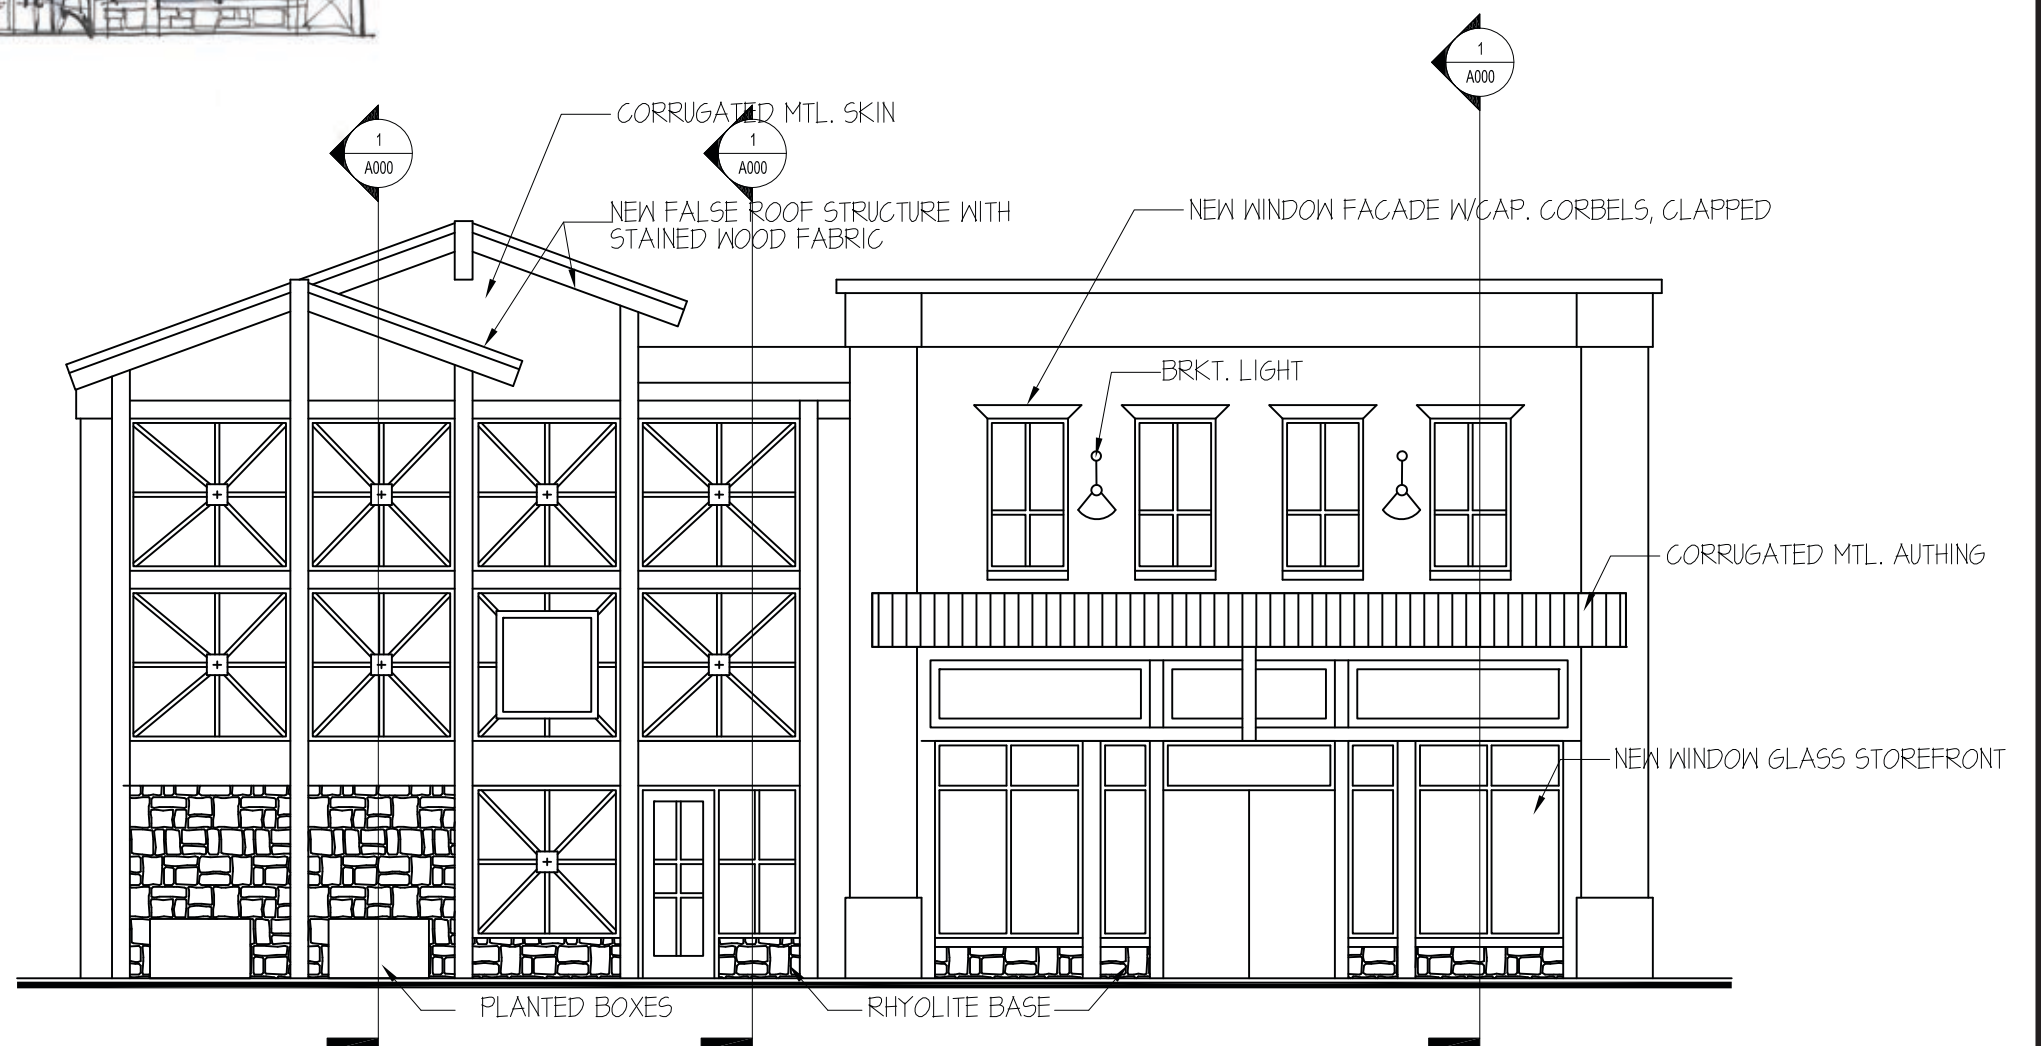 1
A000
1
A000
1
A000
CORRUGATED MTL. SKIN
NEW FALSE ROOF STRUCTURE WITH
STAINED WOOD FABRIC
NEW WINDOW FACADE W/CAP. CORBELS, CLAPPED
BRKT. LIGHT
CORRUGATED MTL. AUTHING
NEW WINDOW GLASS STOREFRONT
PLANTED BOXES
RHYOLITE BASE